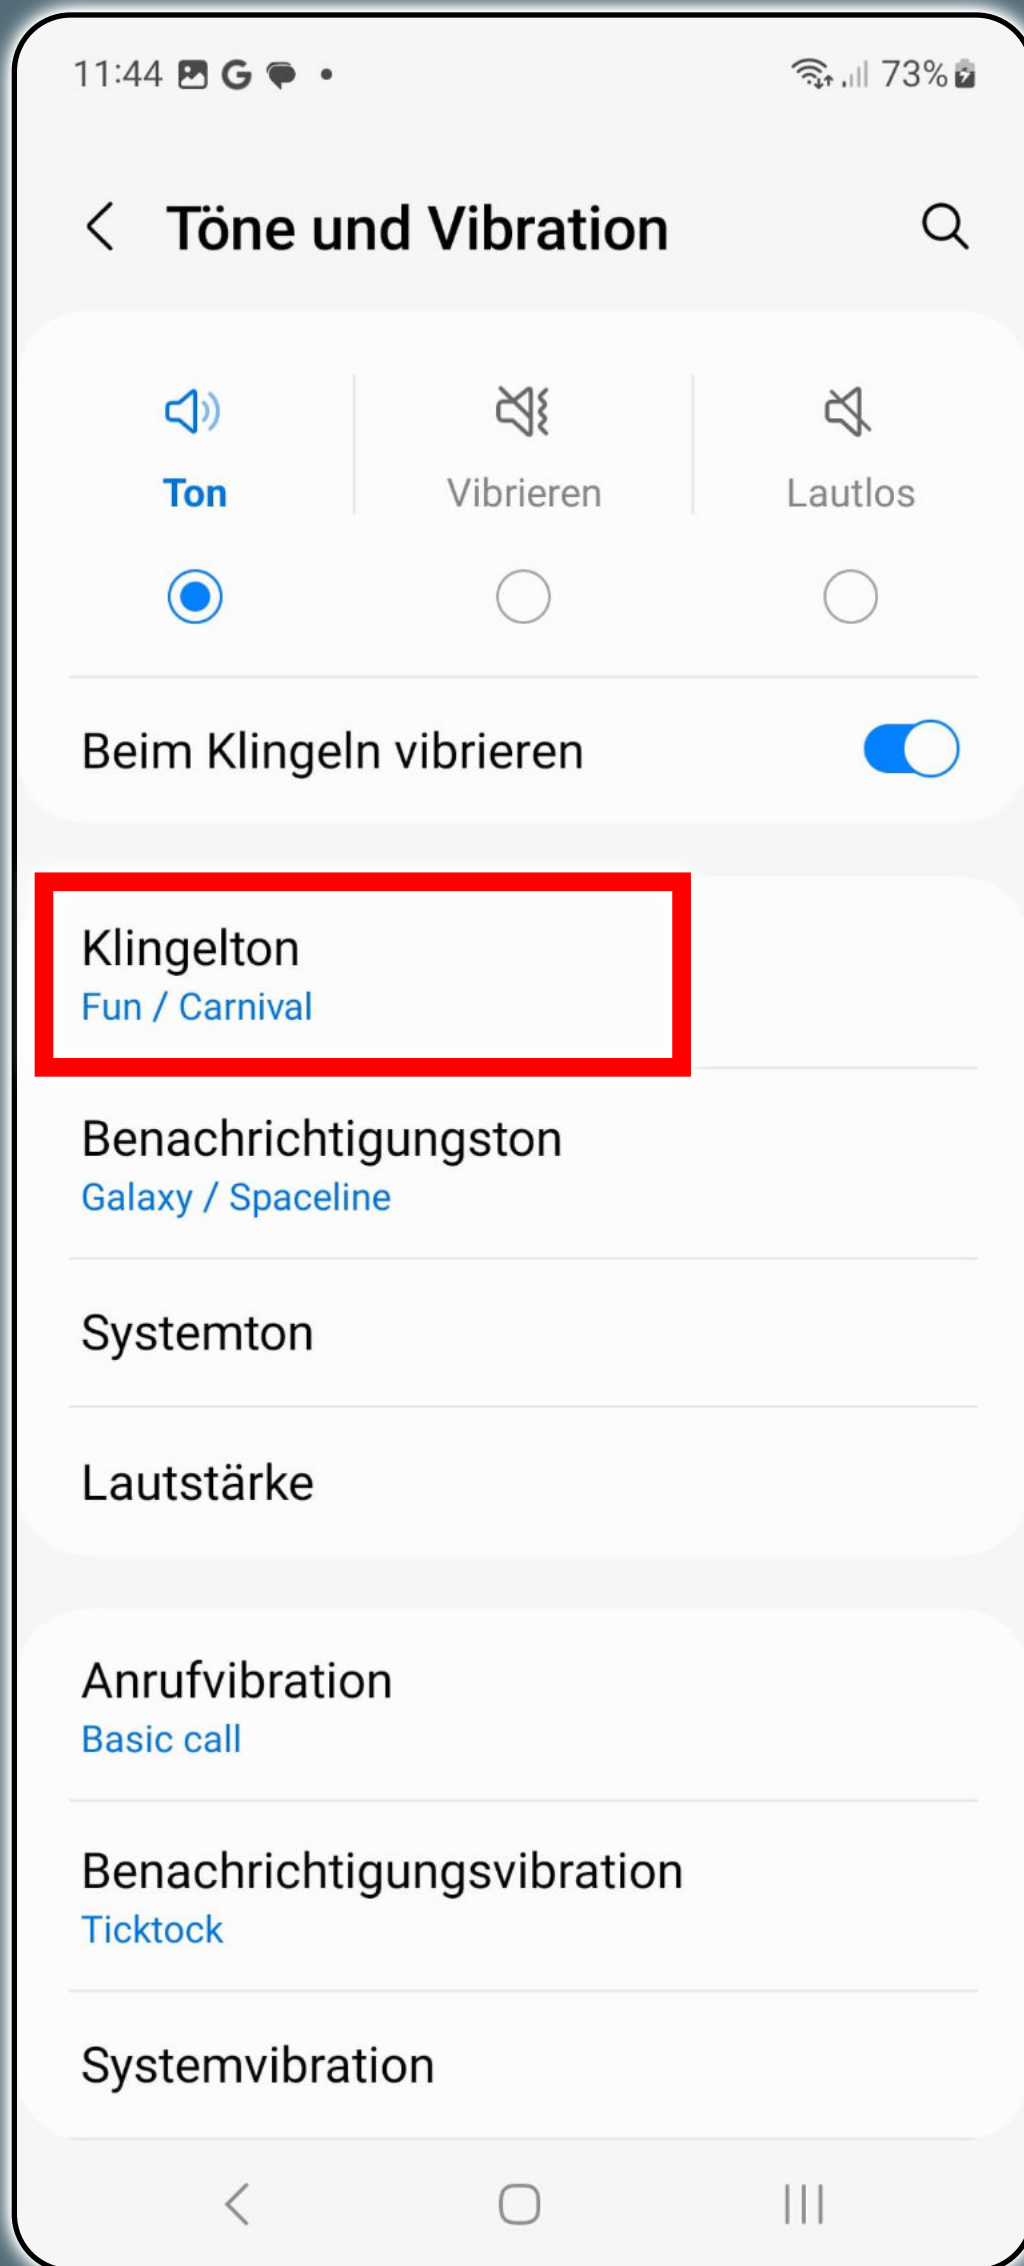 11:44 73%
Töne und Vibration
Ton Vibrieren Lautlos
Beim Klingeln vibrieren
Klingelton
Fun / Carnival
Benachrichtigungston
Galaxy / Spaceline
Systemton
Lautstärke
Anrufvibration
Basic call
Benachrichtigungsvibration
Ticktock
Systemvibration